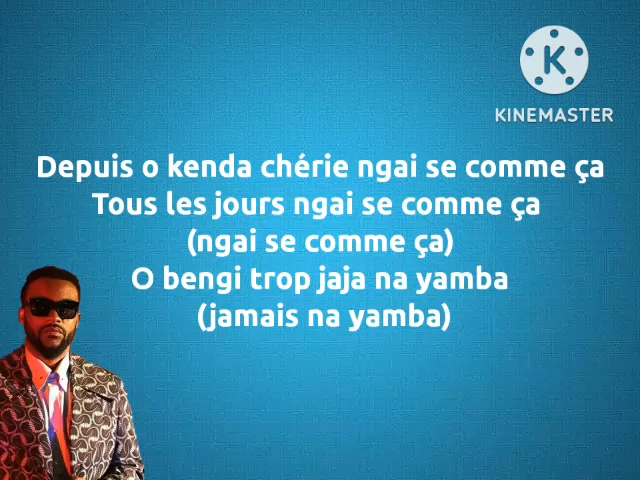 KINEMASTER
Depuis o kenda chérie ngai se comme ça
Tous les jours ngai se comme ça
(ngai se comme ça)
O bengi trop jaja na yamba
(jamais na yamba)